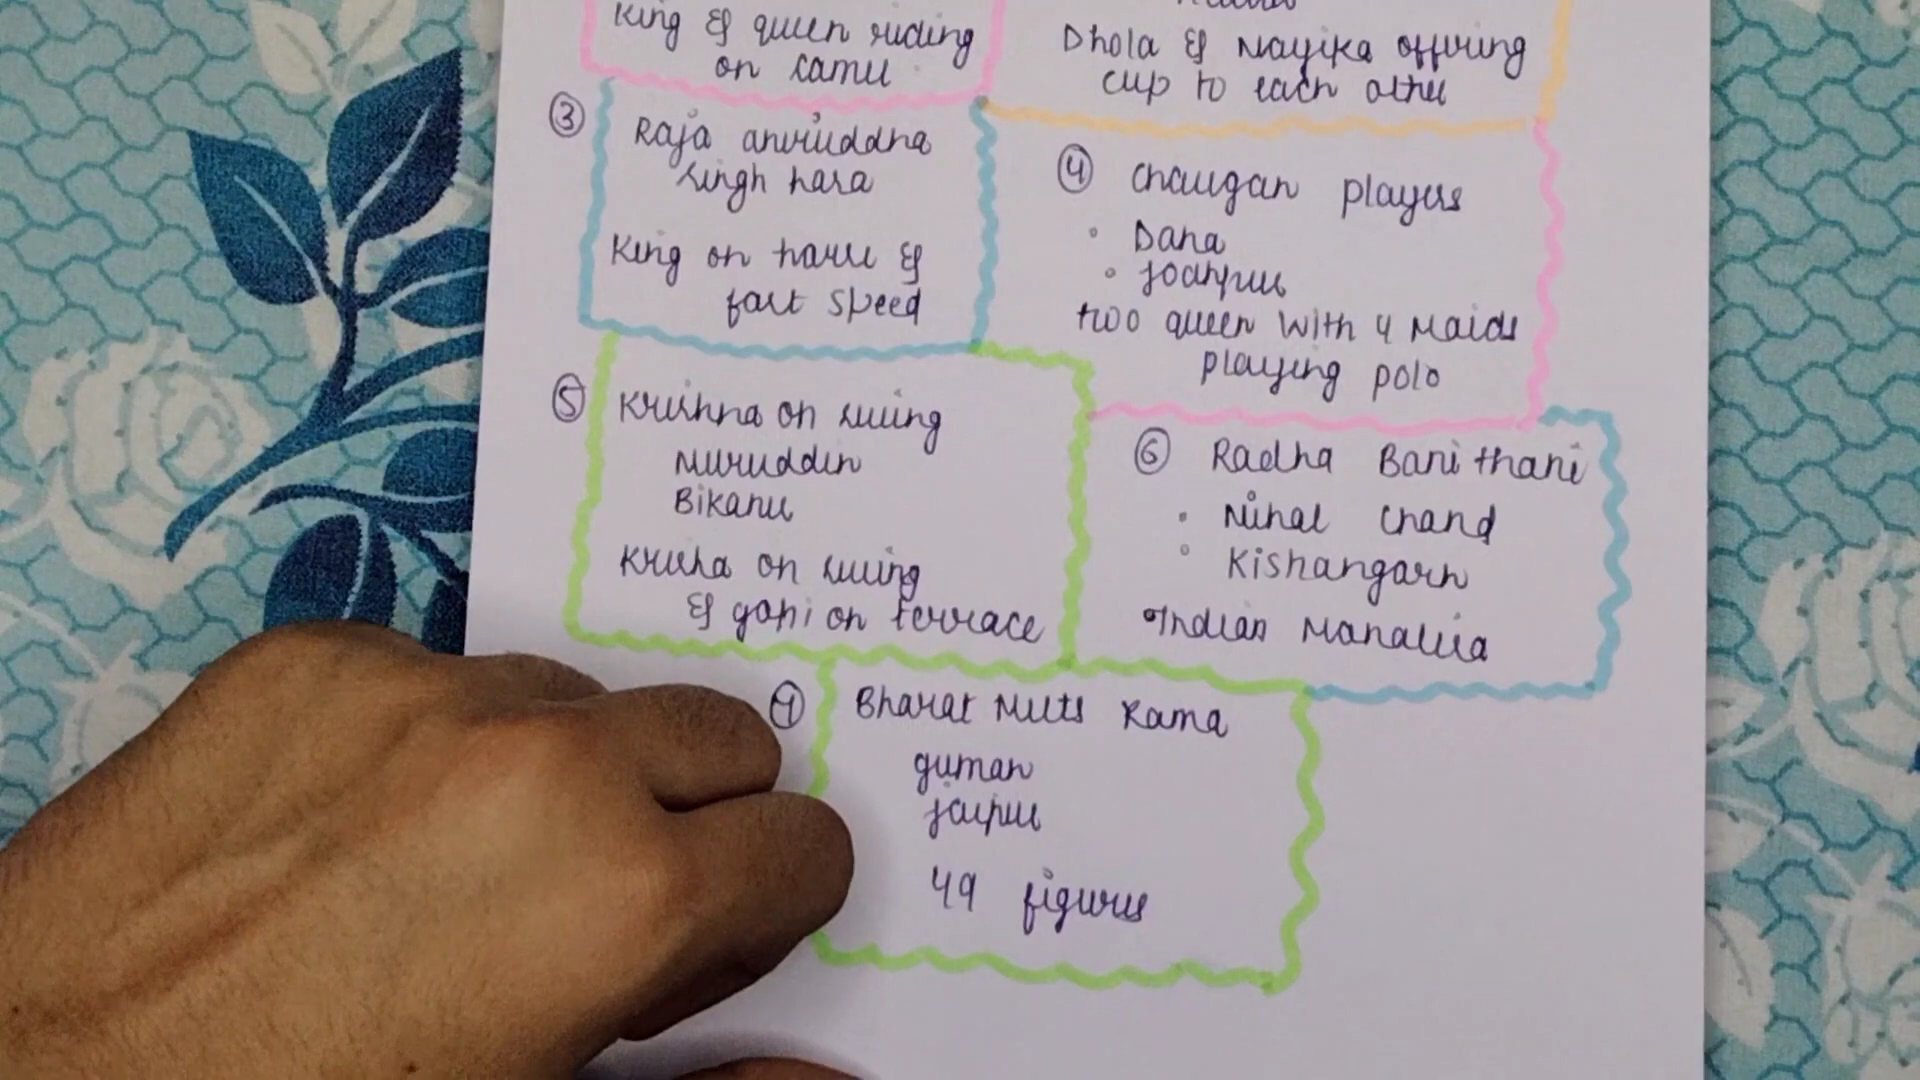 King & queen riding
on camel
Dhola & Nayika offering
cup to each other
③ Raja aniruddha
singh hara
King on horse &
fast speed
④ Chaugan players
• Dana
• Jodhpur
two queen with 4 Maids
playing polo
⑤ Krishna on swing
Nuruddin
Bikaner
Krisha on swing
& gopi on terrace
⑥ Radha Bani thani
• Nihal chand
• Kishangarh
Indian Monalisa
⑦ Bharat Meets Rama
guman
jaipur
49 figures